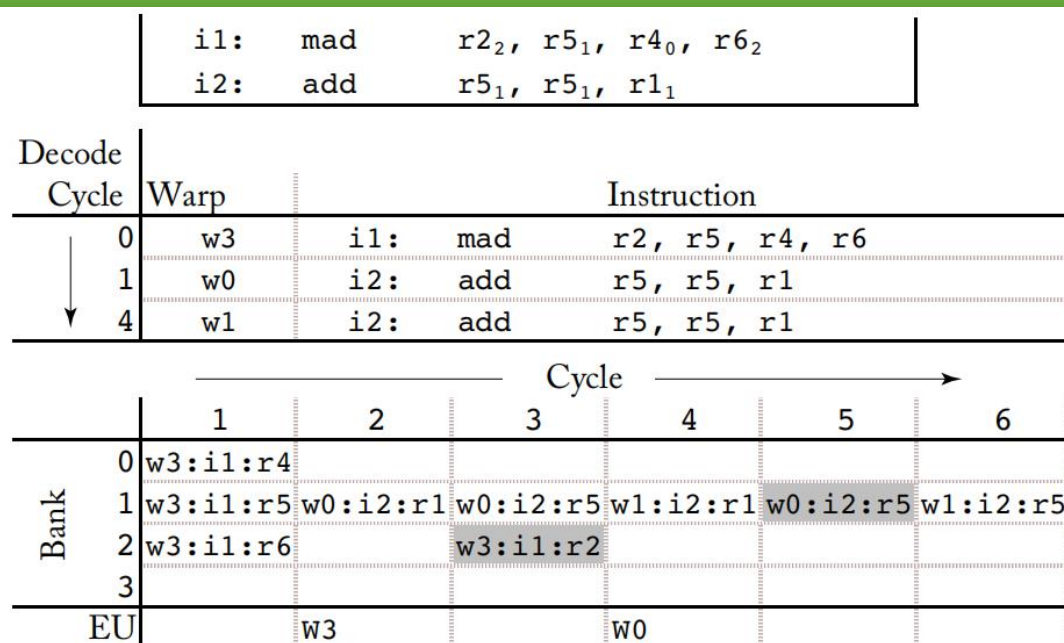 i1: mad r2₂, r5₁, r4₀, r6₂
i2: add r5₁, r5₁, r1₁
Decode
Cycle Warp Instruction
0 w3 i1: mad r2, r5, r4, r6
1 w0 i2: add r5, r5, r1
4 w1 i2: add r5, r5, r1
Cycle
1 2 3 4 5 6
Bank
0 w3:i1:r4
1 w3:i1:r5 w0:i2:r1 w0:i2:r5 w1:i2:r1 w0:i2:r5 w1:i2:r5
2 w3:i1:r6 w3:i1:r2
3
EU W3 W0